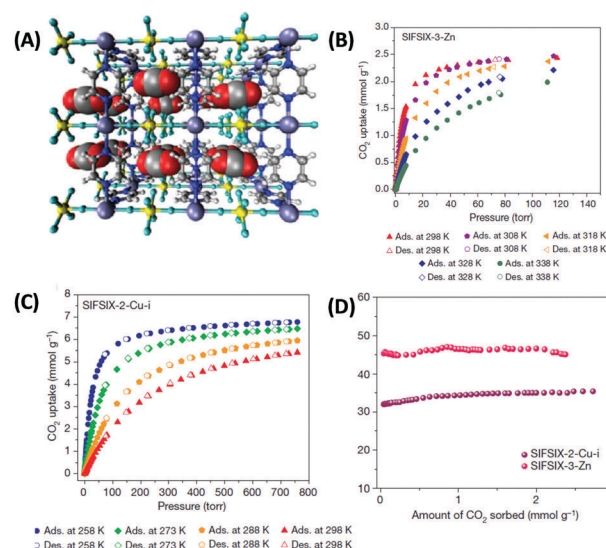 (A)
(B)
SIFSIX-3-Zn
CO2 uptake (mmol g-1)
3.0
2.5
2.0
1.5
1.0
0.5
0.0
0 20 40 60 80 100 120 140
Pressure (torr)
Ads. at 298 K Ads. at 308 K Ads. at 318 K
Des. at 298 K Des. at 308 K Des. at 318 K
Ads. at 328 K Ads. at 338 K
Des. at 328 K Des. at 338 K
(C)
SIFSIX-2-Cu-i
CO2 uptake (mmol g-1)
7
6
5
4
3
2
1
0
0 100 200 300 400 500 600 700 800
Pressure (torr)
Ads. at 258 K Ads. at 273 K Ads. at 288 K Ads. at 298 K
Des. at 258 K Des. at 273 K Des. at 288 K Des. at 298 K
(D)
60
50
40
30
20
10
SIFSIX-2-Cu-i
SIFSIX-3-Zn
0 1 2
Amount of CO2 sorbed (mmol g-1)